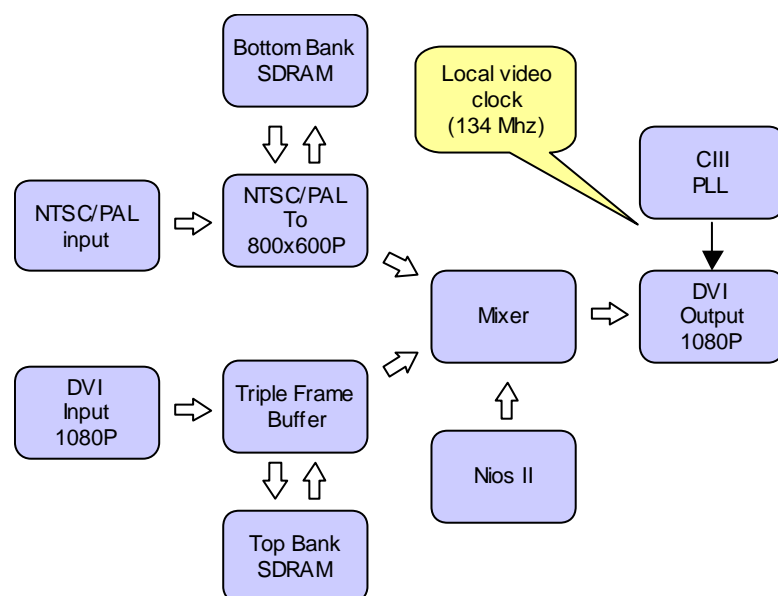 Bottom Bank
SDRAM
Local video
clock
(134 Mhz)
CIII
PLL
NTSC/PAL
input
NTSC/PAL
To
800x600P
Mixer
DVI
Output
1080P
DVI
Input
1080P
Triple Frame
Buffer
Nios II
Top Bank
SDRAM